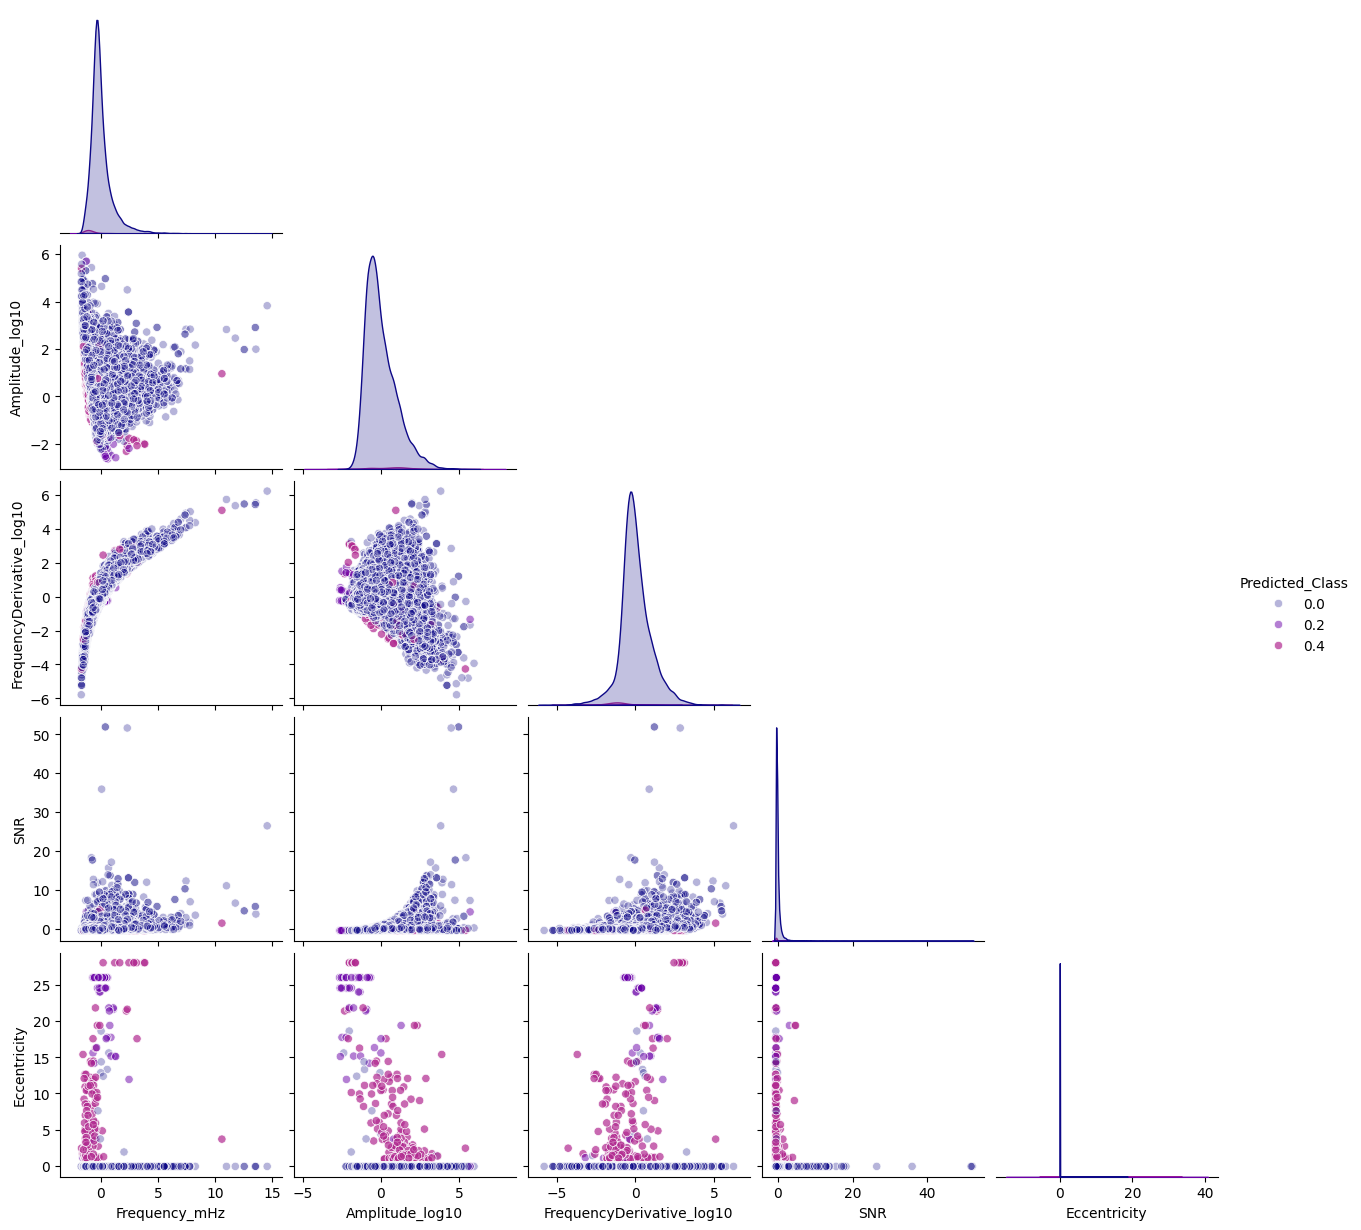 6
4
2
0
−2
Amplitude_log10
6
4
2
0
−2
−4
−6
FrequencyDerivative_log10
Predicted_Class
0.0
0.2
0.4
50
40
30
20
10
0
SNR
25
20
15
10
5
0
Eccentricity
0 5 10 15
−5 0 5
−5 0 5
0 20 40
0 20 40
Frequency_mHz
Amplitude_log10
FrequencyDerivative_log10
SNR
Eccentricity